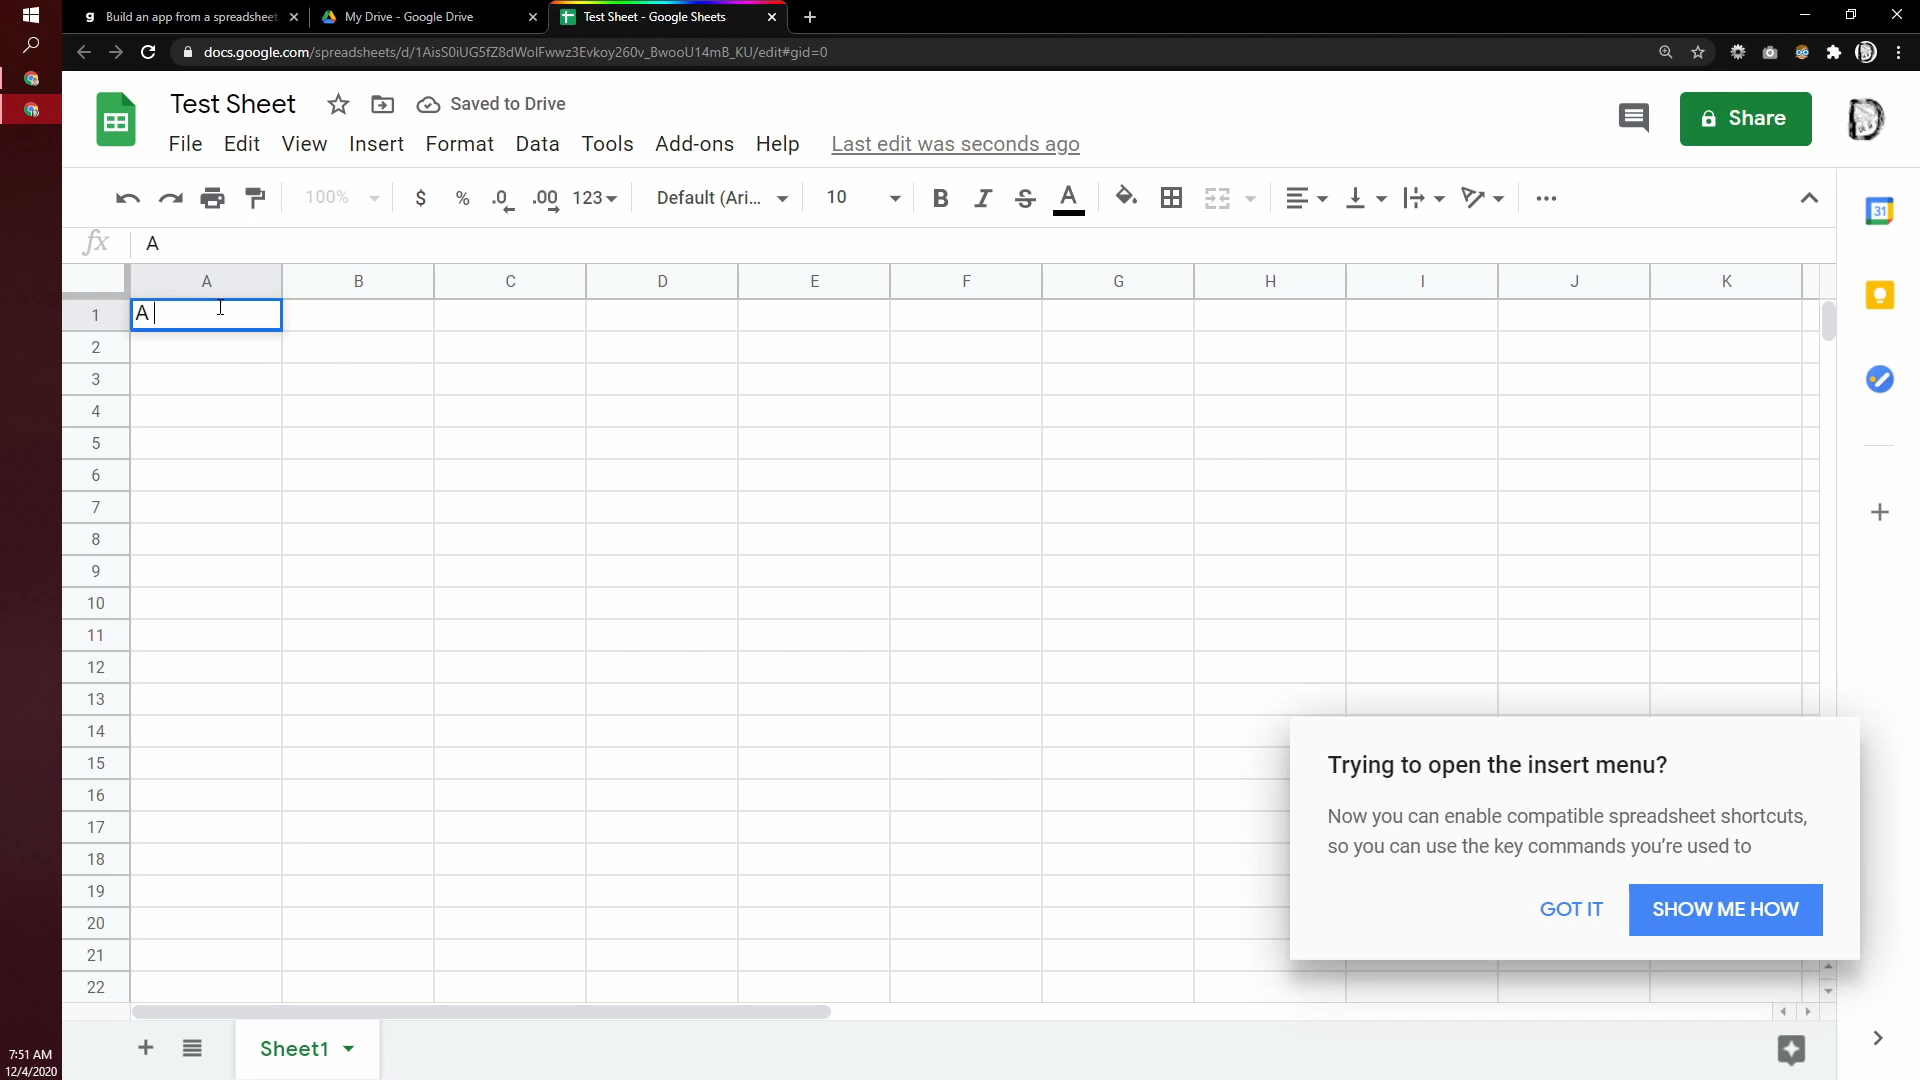 Build an app from a spreadsheet
My Drive - Google Drive
Test Sheet - Google Sheets
docs.google.com/spreadsheets/d/1AisS0iUG5fZ8dWolFwwz3Evkoy260v_BwooU14mB_KU/edit#gid=0
Test Sheet
Saved to Drive
File Edit View Insert Format Data Tools Add-ons Help Last edit was seconds ago
Share
100% $ % .0 .00 123 Default (Ari... 10 B I S A
31
fx A
A B C D E F G H I J K
1 A
2
3
4
5
6
7
8
9
10
11
12
13
14
15
16
17
18
19
20
21
22
Trying to open the insert menu?
Now you can enable compatible spreadsheet shortcuts,
so you can use the key commands you're used to
GOT IT SHOW ME HOW
Sheet1
7:51 AM
12/4/2020